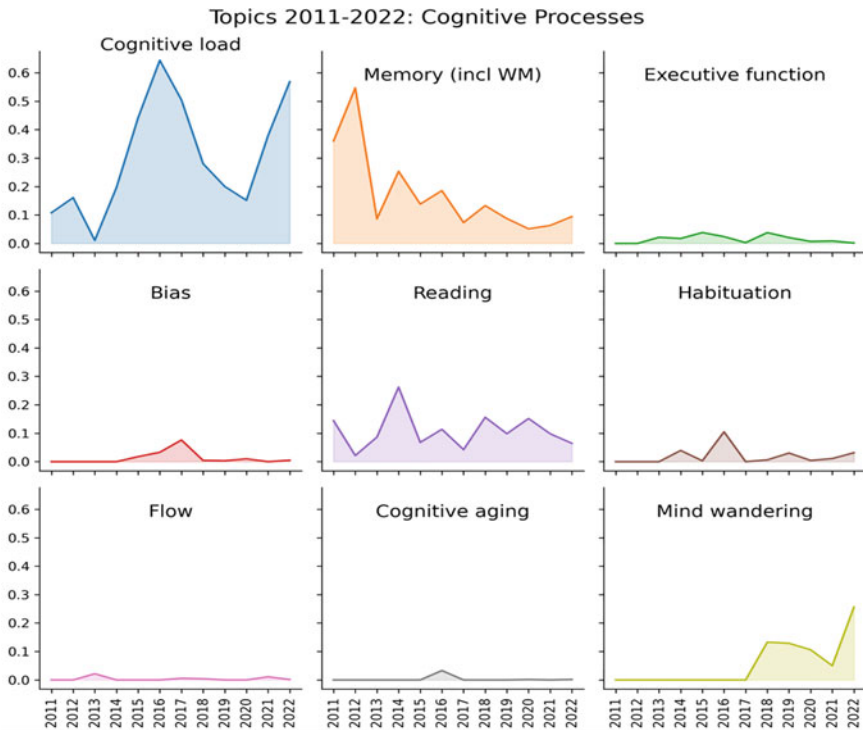 Topics 2011-2022: Cognitive Processes
Cognitive load
Memory (incl WM)
Executive function
0.6
0.5
0.4
0.3
0.2
0.1
0.0
Bias
Reading
Habituation
0.6
0.5
0.4
0.3
0.2
0.1
0.0
Flow
Cognitive aging
Mind wandering
0.6
0.5
0.4
0.3
0.2
0.1
0.0
2011 2012 2013 2014 2015 2016 2017 2018 2019 2020 2021 2022
2011 2012 2013 2014 2015 2016 2017 2018 2019 2020 2021 2022
2011 2012 2013 2014 2015 2016 2017 2018 2019 2020 2021 2022